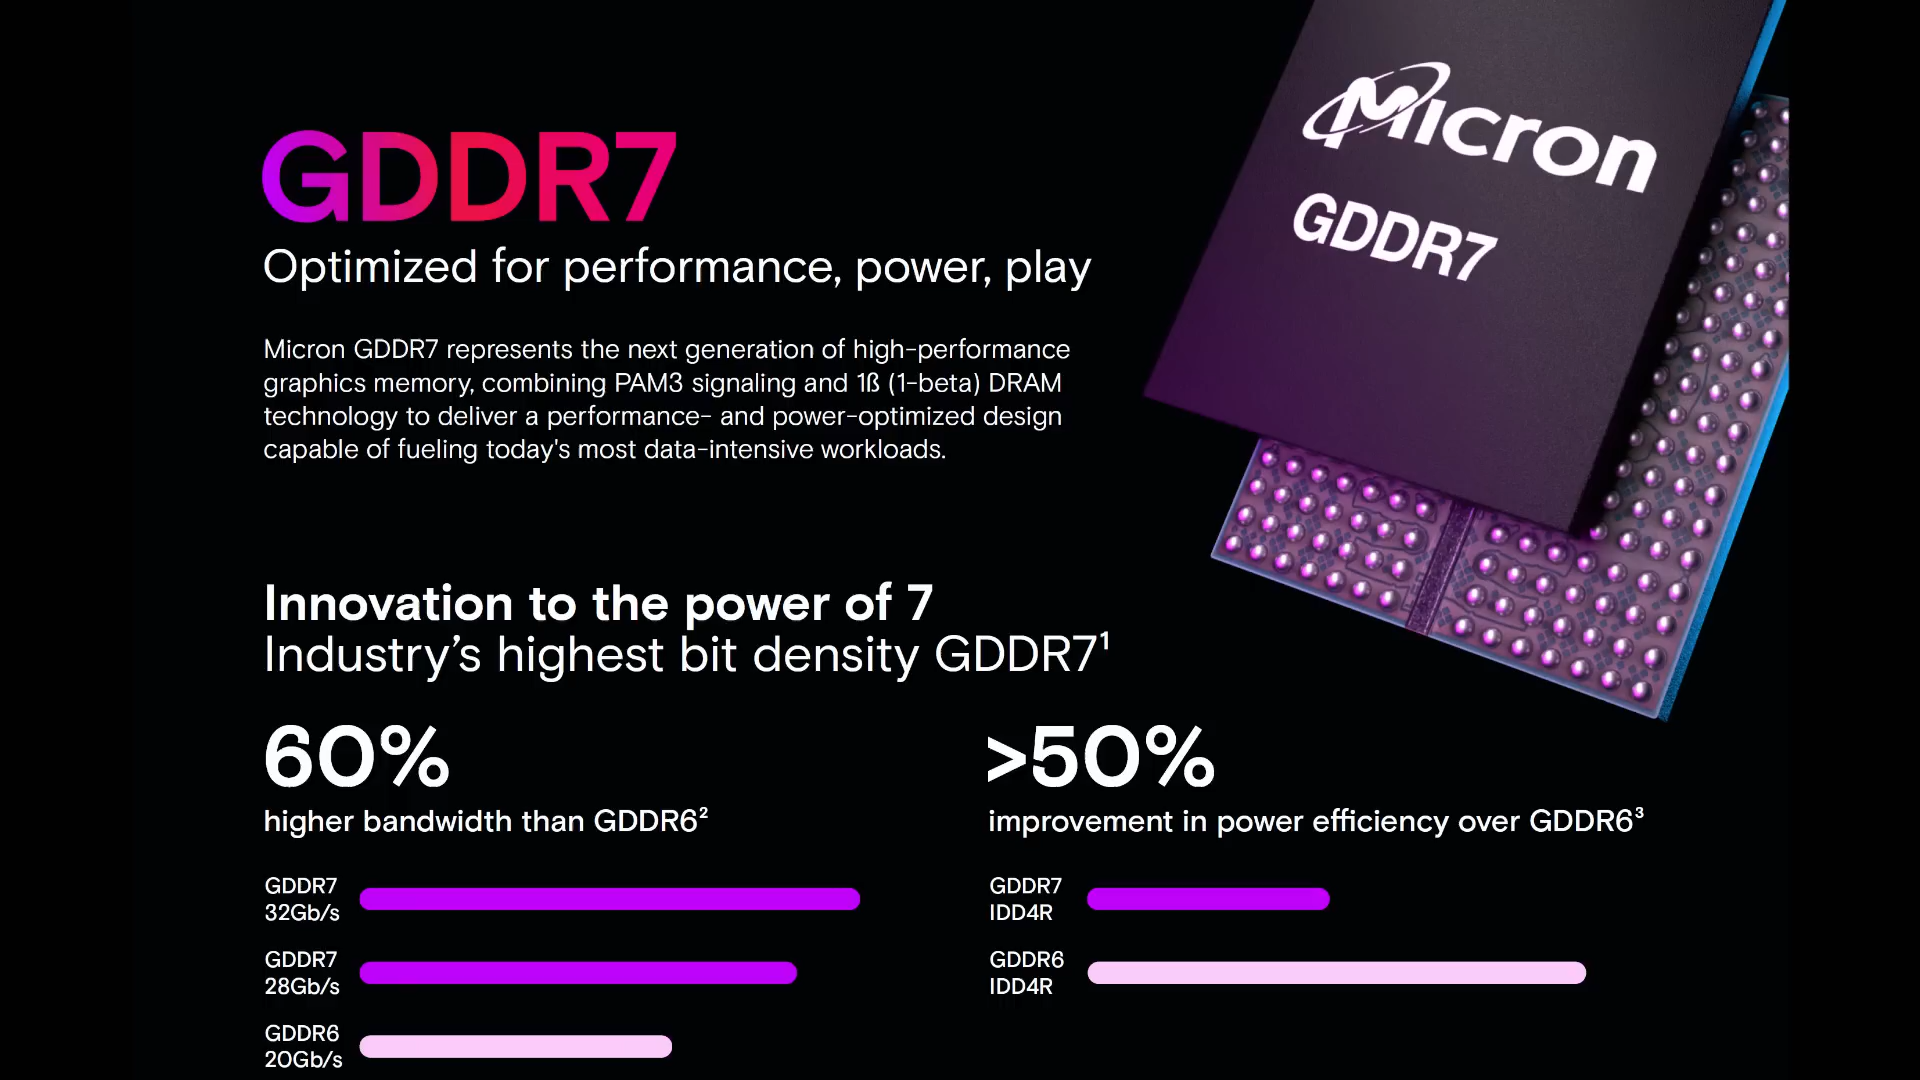 Micron
GDDR7
GDDR7
Optimized for performance, power, play
Micron GDDR7 represents the next generation of high-performance
graphics memory, combining PAM3 signaling and 1ß (1-beta) DRAM
technology to deliver a performance- and power-optimized design
capable of fueling today's most data-intensive workloads.
Innovation to the power of 7
Industry’s highest bit density GDDR7¹
60%
higher bandwidth than GDDR6²
GDDR7
32Gb/s
GDDR7
28Gb/s
GDDR6
20Gb/s
>50%
improvement in power efficiency over GDDR6³
GDDR7
IDD4R
GDDR6
IDD4R